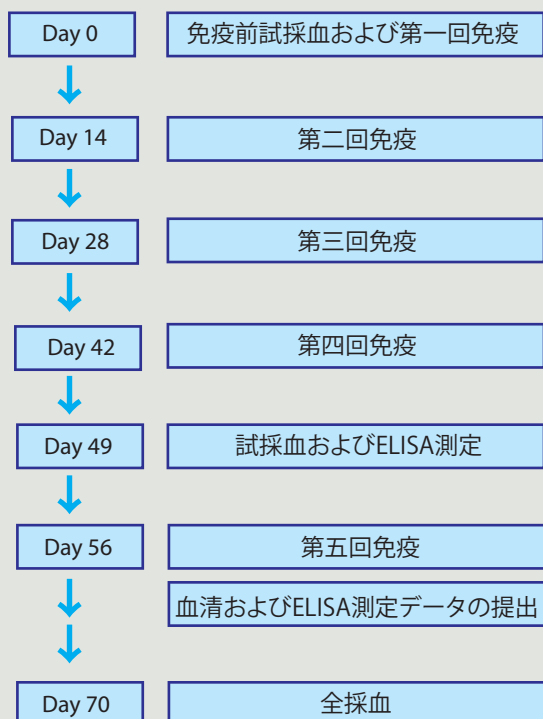 Day 0
免疫前試採血および第一回免疫
Day 14
第二回免疫
Day 28
第三回免疫
Day 42
第四回免疫
Day 49
試採血およびELISA測定
Day 56
第五回免疫
血清およびELISA測定データの提出
Day 70
全採血